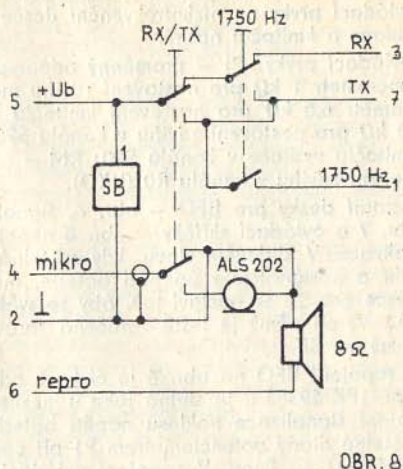 1750 Hz
RX/TX
RX 3
5 +Ub
TX 7
1
SB
1750 Hz 1
4 mikro
ALS 202
2
8 Ω
6 repro
OBR. 8